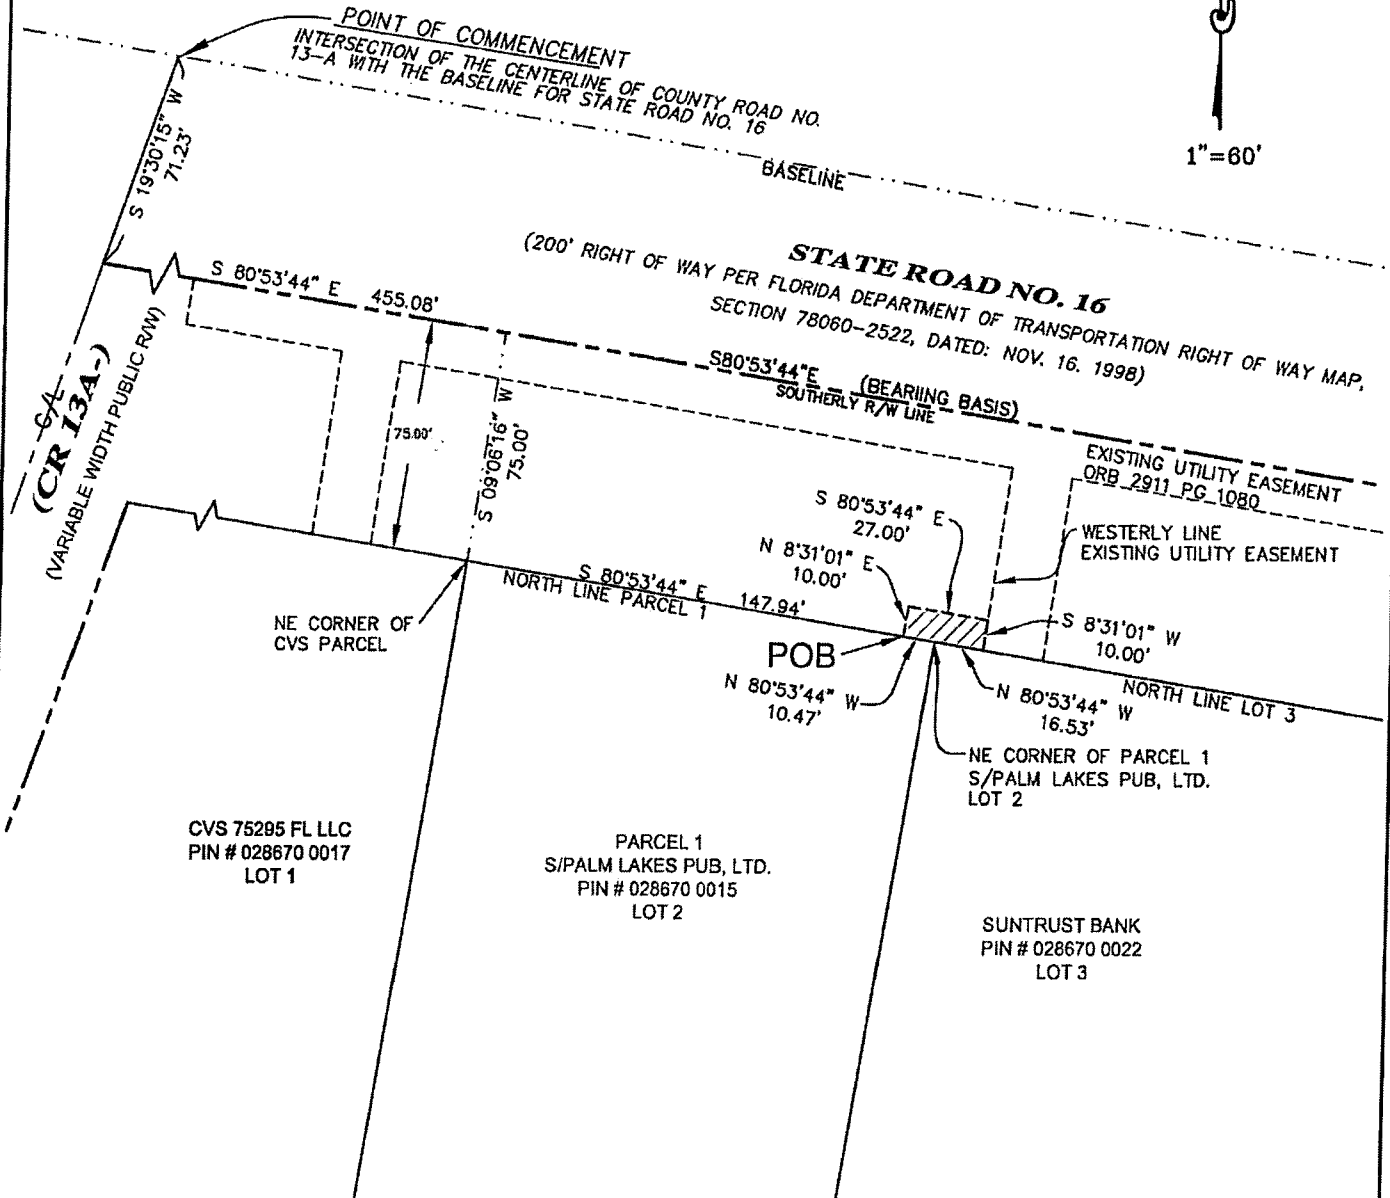 POINT OF COMMENCEMENT
INTERSECTION OF THE CENTERLINE OF COUNTY ROAD NO.
13-A WITH THE BASELINE FOR STATE ROAD NO. 16
1"=60'
S 19°30'15" W
71.23'
BASELINE
STATE ROAD NO. 16
(200' RIGHT OF WAY PER FLORIDA DEPARTMENT OF TRANSPORTATION RIGHT OF WAY MAP,
SECTION 78060-2522, DATED: NOV. 16. 1998)
S 80°53'44" E 455.08'
S80°53'44"E (BEARIING BASIS)
SOUTHERLY R/W LINE
C/L
(CR 13A-)
(VARIABLE WIDTH PUBLIC R/W)
75.00'
S 09°06'16" W
75.00'
EXISTING UTILITY EASEMENT
ORB 2911 PG 1080
S 80°53'44" E
27.00'
WESTERLY LINE
EXISTING UTILITY EASEMENT
N 8°31'01" E
10.00'
S 80°53'44" E 147.94'
NORTH LINE PARCEL 1
NE CORNER OF
CVS PARCEL
S 8°31'01" W
10.00'
POB
N 80°53'44" W
10.47'
N 80°53'44" W
16.53'
NORTH LINE LOT 3
NE CORNER OF PARCEL 1
S/PALM LAKES PUB, LTD.
LOT 2
CVS 75295 FL LLC
PIN # 028670 0017
LOT 1
PARCEL 1
S/PALM LAKES PUB, LTD.
PIN # 028670 0015
LOT 2
SUNTRUST BANK
PIN # 028670 0022
LOT 3